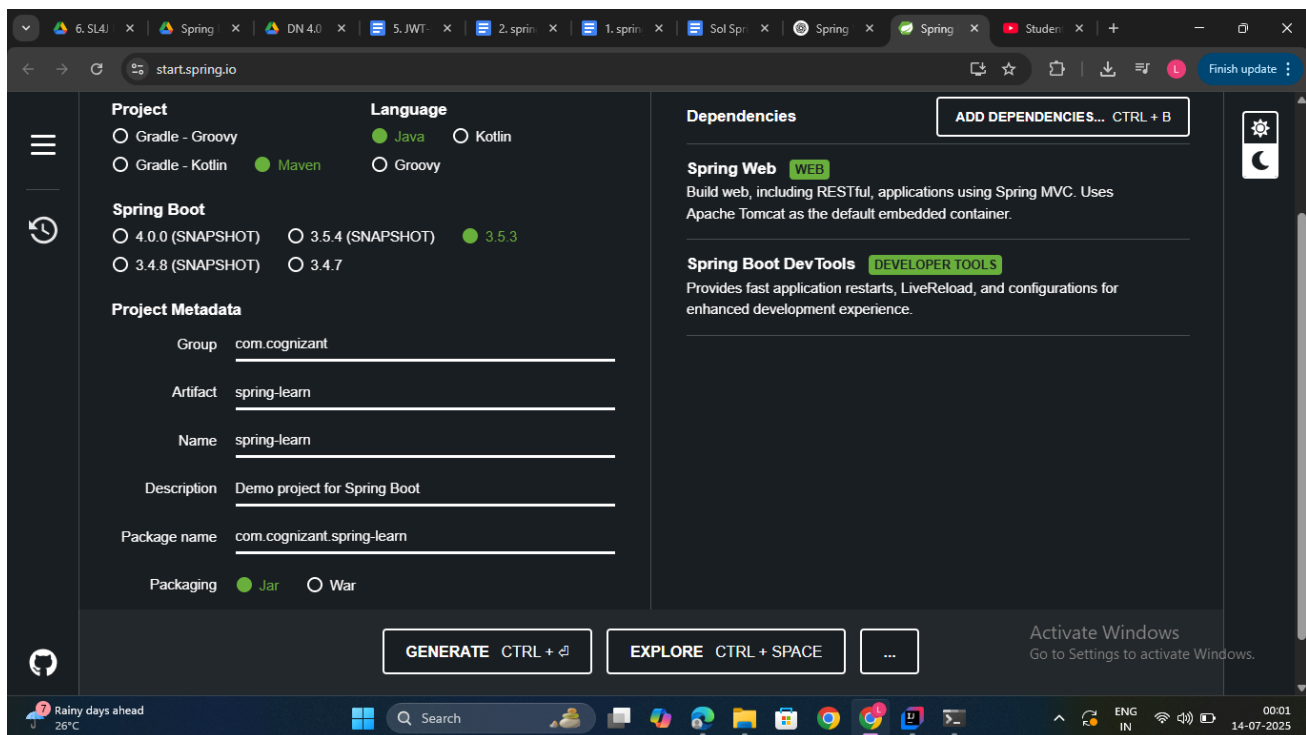 6. SL4J
Spring
DN 4.0
5. JWT-
2. sprin
1. sprin
Sol Spri
Spring
Spring
Student
start.spring.io
L
Finish update
Project
Language
Gradle - Groovy
Java
Kotlin
Gradle - Kotlin
Maven
Groovy
Spring Boot
4.0.0 (SNAPSHOT)
3.5.4 (SNAPSHOT)
3.5.3
3.4.8 (SNAPSHOT)
3.4.7
Project Metadata
Group com.cognizant
Artifact spring-learn
Name spring-learn
Description Demo project for Spring Boot
Package name com.cognizant.spring-learn
Packaging Jar War
Dependencies
ADD DEPENDENCIES... CTRL + B
Spring Web WEB
Build web, including RESTful, applications using Spring MVC. Uses
Apache Tomcat as the default embedded container.
Spring Boot DevTools DEVELOPER TOOLS
Provides fast application restarts, LiveReload, and configurations for
enhanced development experience.
GENERATE CTRL + ⏎
EXPLORE CTRL + SPACE
...
Activate Windows
Go to Settings to activate Windows.
7
Rainy days ahead
26°C
Search
ENG
IN
00:01
14-07-2025